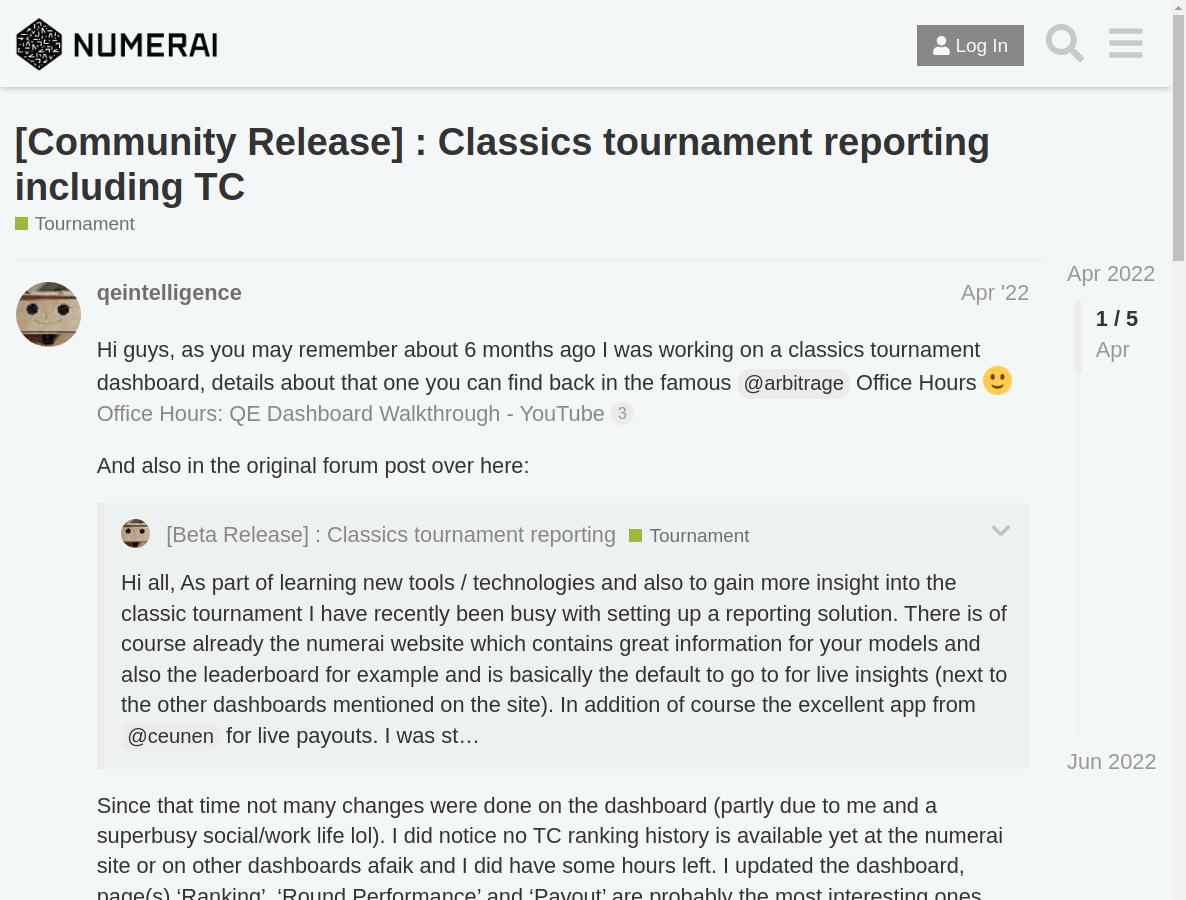 NUMERAI
Log In
[Community Release] : Classics tournament reporting
including TC
Tournament
Apr 2022
1 / 5
Apr
Jun 2022
qeintelligence
Apr '22
Hi guys, as you may remember about 6 months ago I was working on a classics tournament
dashboard, details about that one you can find back in the famous @arbitrage Office Hours
Office Hours: QE Dashboard Walkthrough - YouTube 3
And also in the original forum post over here:
[Beta Release] : Classics tournament reporting Tournament
Hi all, As part of learning new tools / technologies and also to gain more insight into the
classic tournament I have recently been busy with setting up a reporting solution. There is of
course already the numerai website which contains great information for your models and
also the leaderboard for example and is basically the default to go to for live insights (next to
the other dashboards mentioned on the site). In addition of course the excellent app from
@ceunen for live payouts. I was st…
Since that time not many changes were done on the dashboard (partly due to me and a
superbusy social/work life lol). I did notice no TC ranking history is available yet at the numerai
site or on other dashboards afaik and I did have some hours left. I updated the dashboard,
page(s) ‘Ranking’, ‘Round Performance’ and ‘Payout’ are probably the most interesting ones